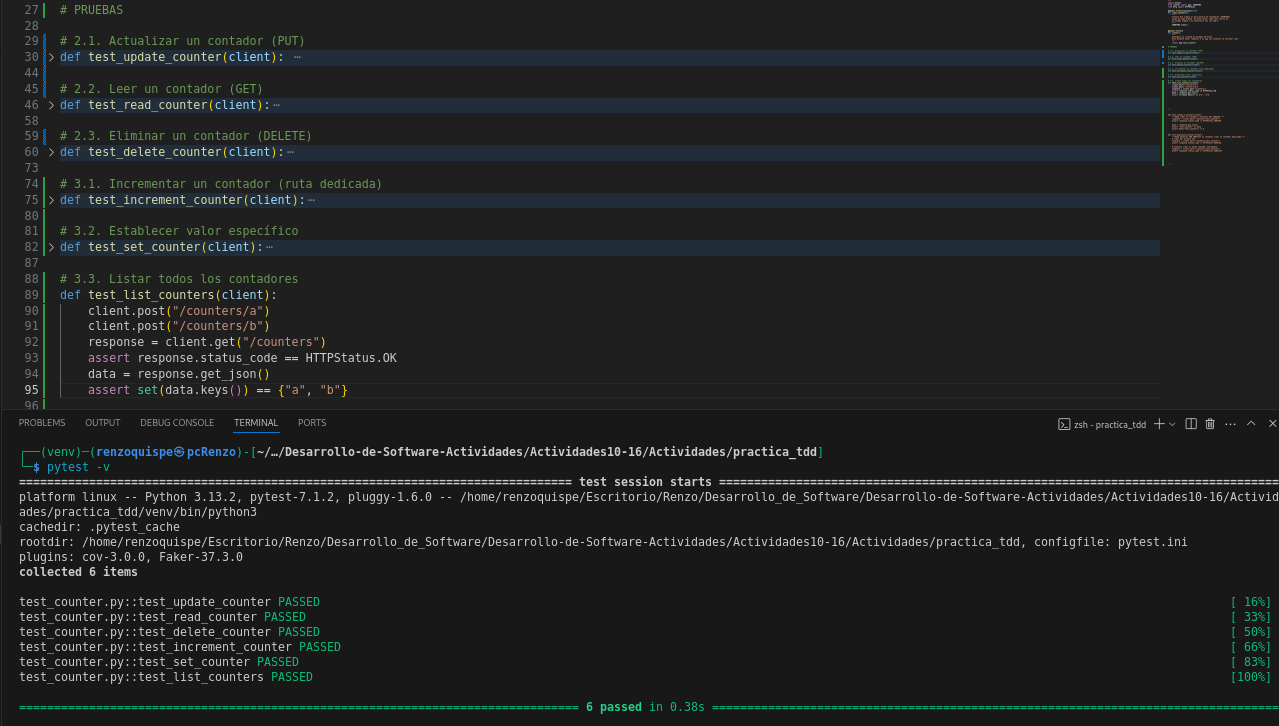 27 # PRUEBAS
28
29 # 2.1. Actualizar un contador (PUT)
30 def test_update_counter(client): ⋯
44
45 # 2.2. Leer un contador (GET)
46 def test_read_counter(client):⋯
58
59 # 2.3. Eliminar un contador (DELETE)
60 def test_delete_counter(client):⋯
73
74 # 3.1. Incrementar un contador (ruta dedicada)
75 def test_increment_counter(client):⋯
80
81 # 3.2. Establecer valor específico
82 def test_set_counter(client):⋯
87
88 # 3.3. Listar todos los contadores
89 def test_list_counters(client):
90     client.post("/counters/a")
91     client.post("/counters/b")
92     response = client.get("/counters")
93     assert response.status_code == HTTPStatus.OK
94     data = response.get_json()
95     assert set(data.keys()) == {"a", "b"}
96
PROBLEMS OUTPUT DEBUG CONSOLE TERMINAL PORTS zsh - practica_tdd
┌──(venv)─(renzoquispe㉿pcRenzo)-[~/…/Desarrollo-de-Software-Actividades/Actividades10-16/Actividades/practica_tdd]
└─$ pytest -v
=============================================================================== test session starts ================================================================================
platform linux -- Python 3.13.2, pytest-7.1.2, pluggy-1.6.0 -- /home/renzoquispe/Escritorio/Renzo/Desarrollo_de_Software/Desarrollo-de-Software-Actividades/Actividades10-16/Activid
ades/practica_tdd/venv/bin/python3
cachedir: .pytest_cache
rootdir: /home/renzoquispe/Escritorio/Renzo/Desarrollo_de_Software/Desarrollo-de-Software-Actividades/Actividades10-16/Actividades/practica_tdd, configfile: pytest.ini
plugins: cov-3.0.0, Faker-37.3.0
collected 6 items
test_counter.py::test_update_counter PASSED [ 16%]
test_counter.py::test_read_counter PASSED [ 33%]
test_counter.py::test_delete_counter PASSED [ 50%]
test_counter.py::test_increment_counter PASSED [ 66%]
test_counter.py::test_set_counter PASSED [ 83%]
test_counter.py::test_list_counters PASSED [100%]
================================================================================ 6 passed in 0.38s =================================================================================